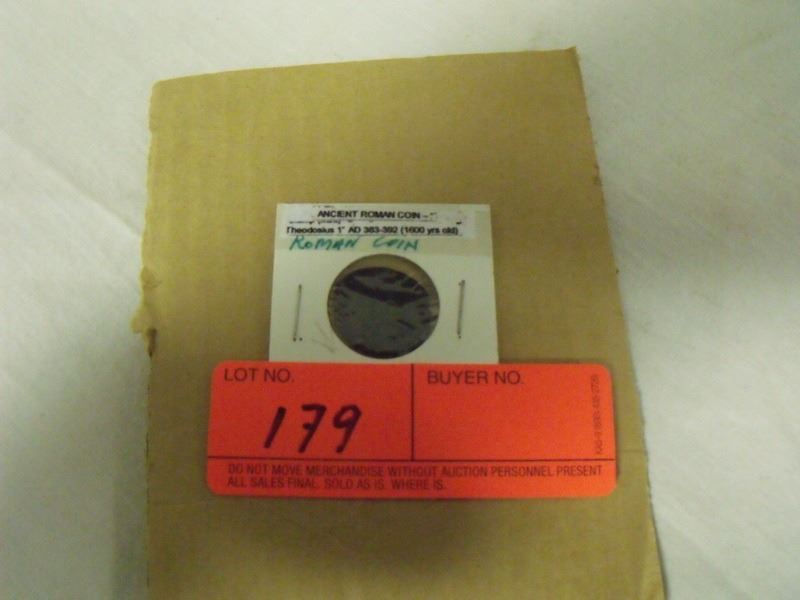 ANCIENT ROMAN COIN
Theodosius 1" AD 383-392 (1600 yrs old)
ROMAN COIN
LOT NO.
179
BUYER NO.
DO NOT MOVE MERCHANDISE WITHOUT AUCTION PERSONNEL PRESENT
ALL SALES FINAL. SOLD AS IS. WHERE IS.